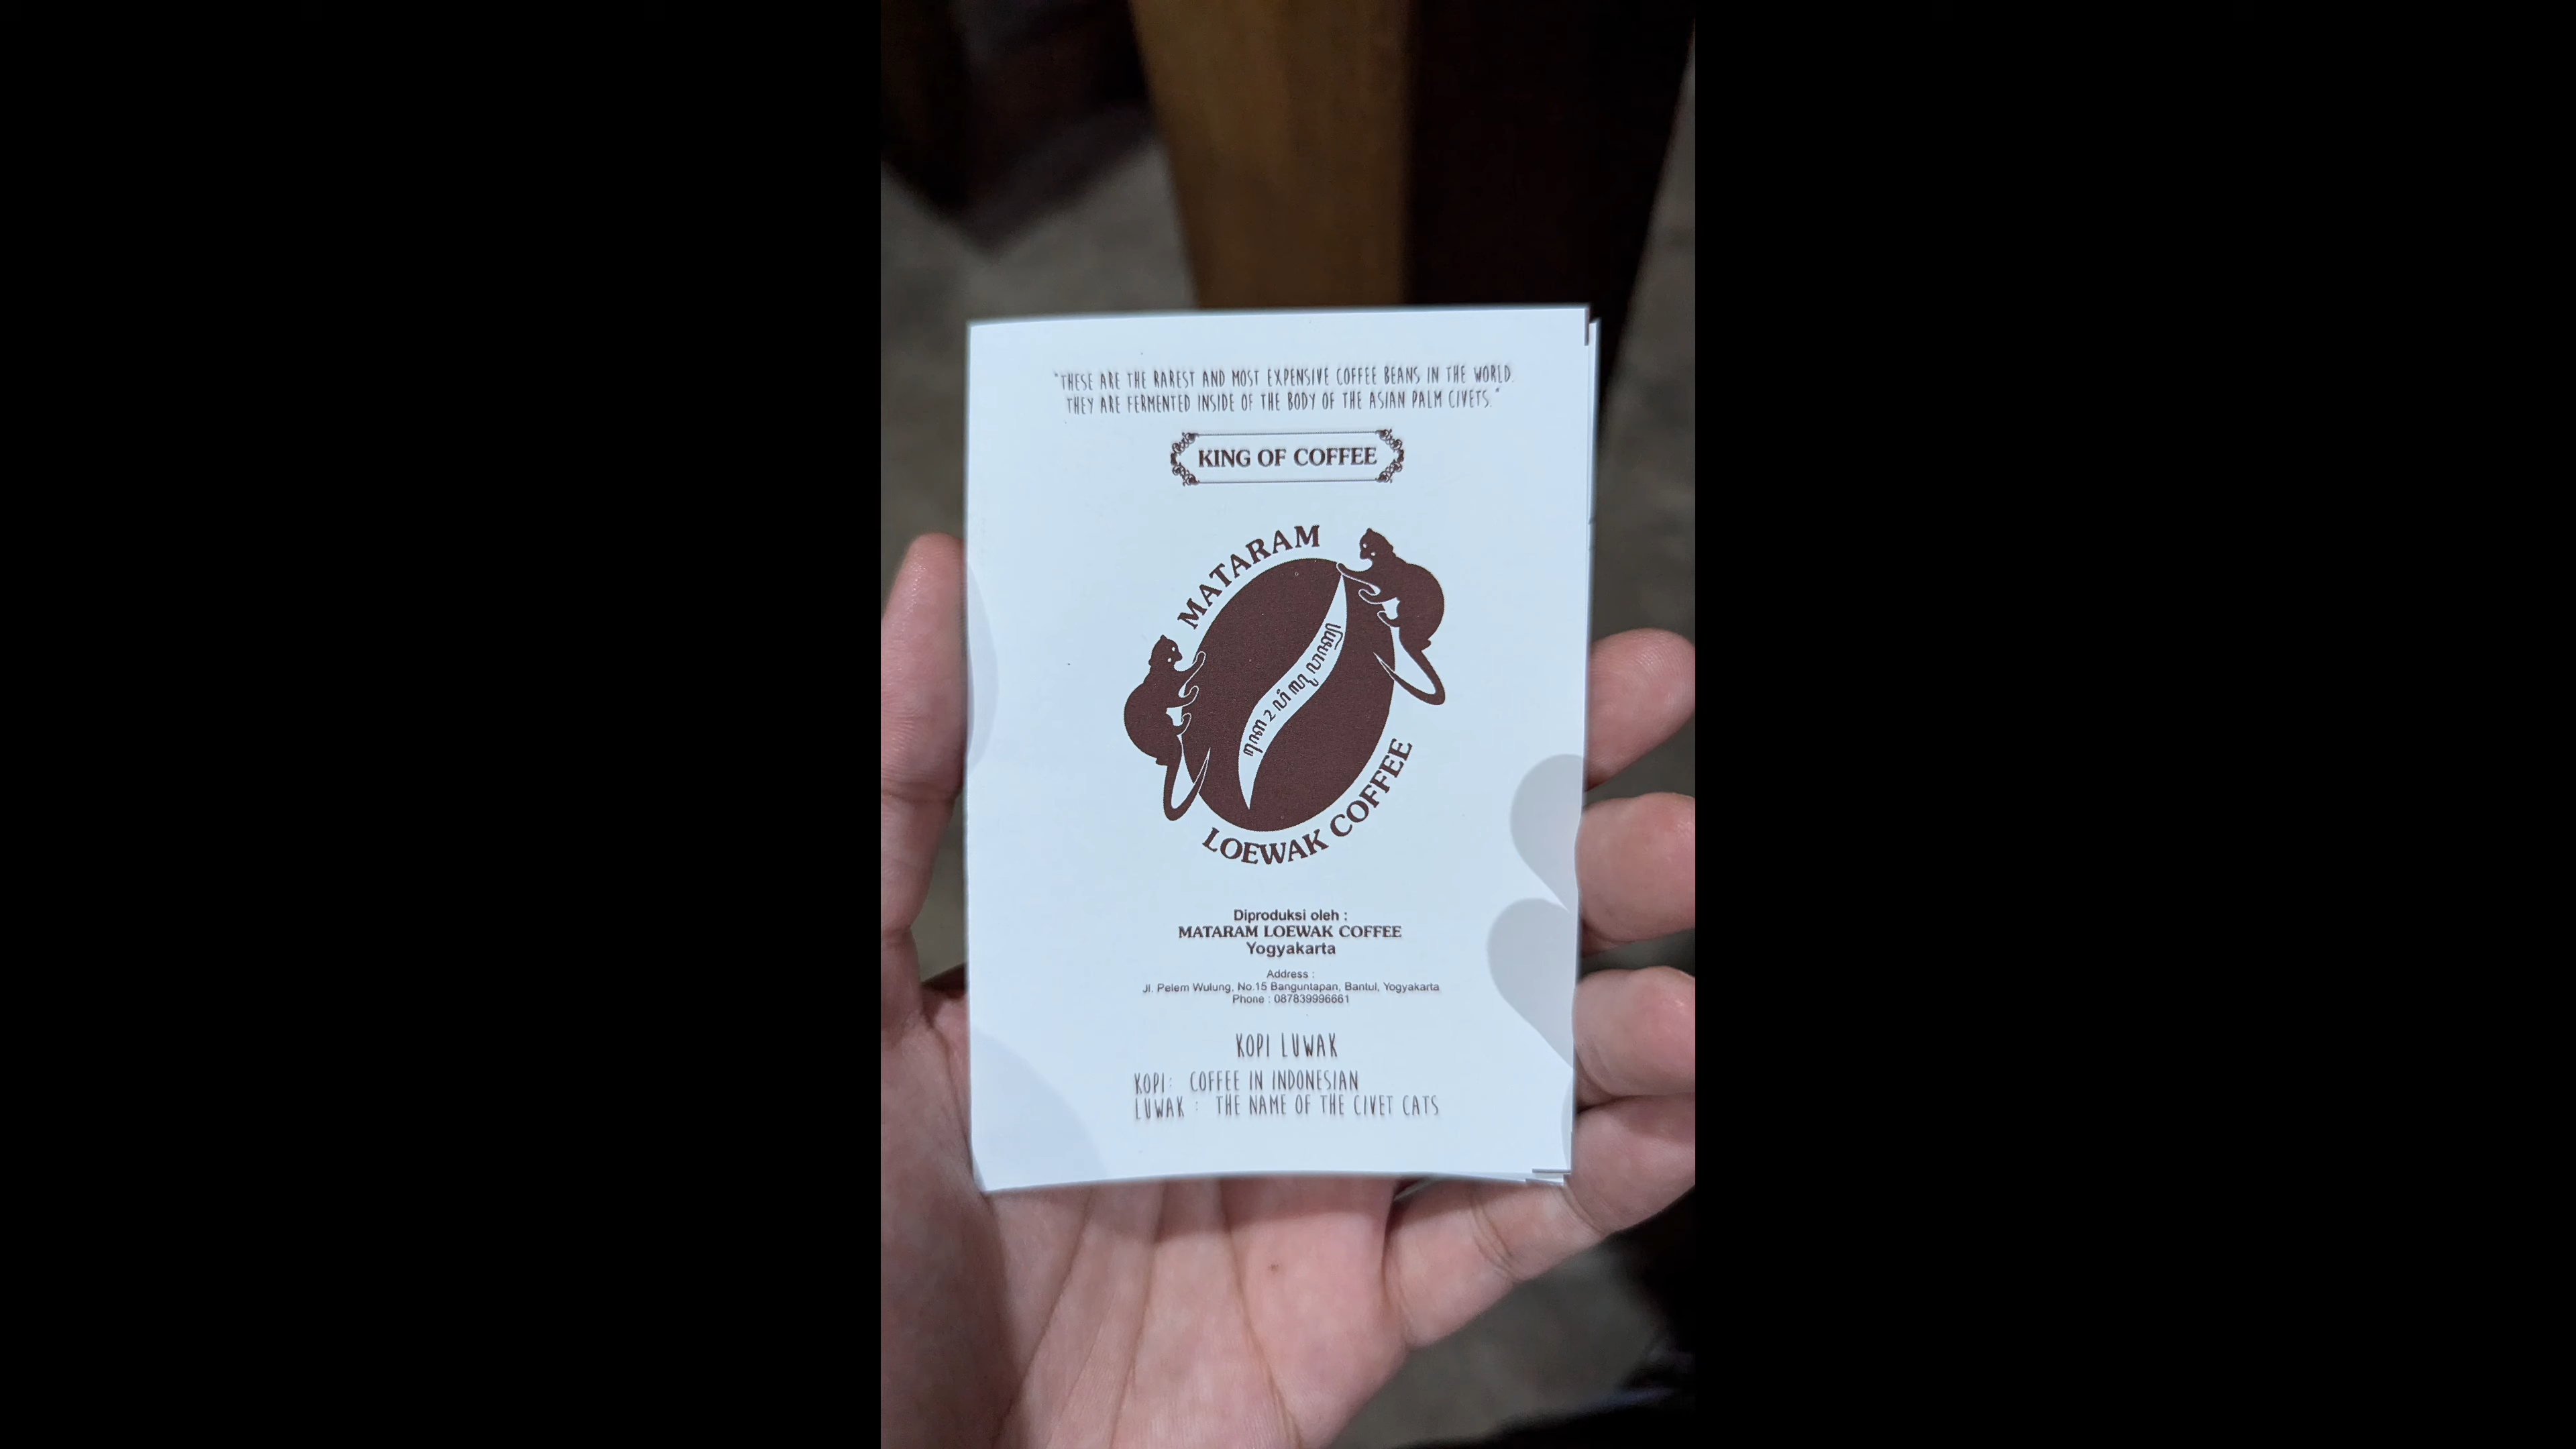 "THESE ARE THE RAREST AND MOST EXPENSIVE COFFEE BEANS IN THE WORLD.
THEY ARE FERMENTED INSIDE OF THE BODY OF THE ASIAN PALM CIVETS."
KING OF COFFEE
MATARAM
LOEWAK COFFEE
Diproduksi oleh :
MATARAM LOEWAK COFFEE
Yogyakarta
Address :
Jl. Pelem Wulung, No.15 Banguntapan, Bantul, Yogyakarta
Phone : 087839996661
KOPI LUWAK
KOPI: COFFEE IN INDONESIAN
LUWAK : THE NAME OF THE CIVET CATS